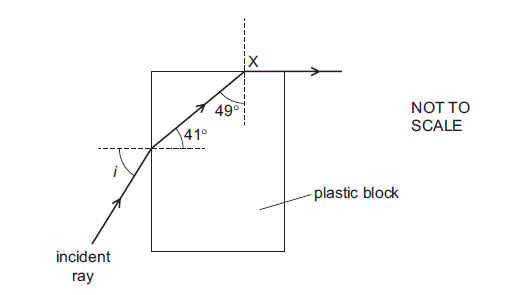 X
49°
NOT TO
SCALE
41°
i
plastic block
incident
ray